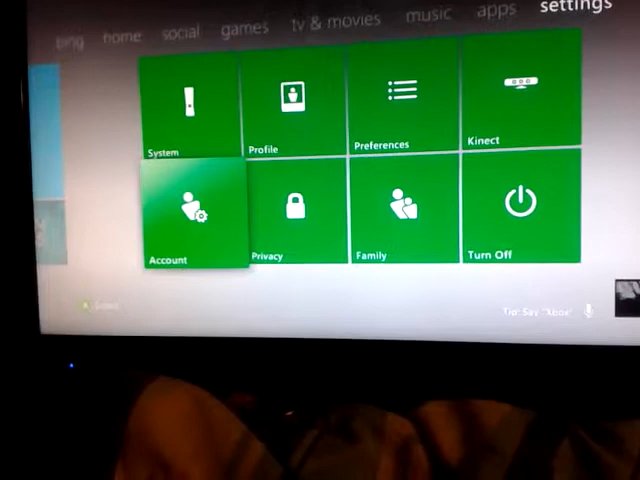 bing home social games tv & movies music apps settings
System Profile Preferences Kinect
Account Privacy Family Turn Off
Select Tip: Say "Xbox"